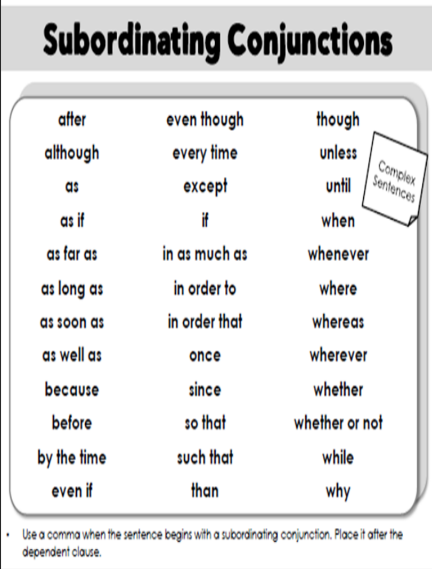 Subordinating Conjunctions
after even though though
although every time unless
as except until
Complex
Sentences
as if if when
as far as in as much as whenever
as long as in order to where
as soon as in order that whereas
as well as once wherever
because since whether
before so that whether or not
by the time such that while
even if than why
• Use a comma when the sentence begins with a subordinating conjunction. Place it after the
dependent clause.